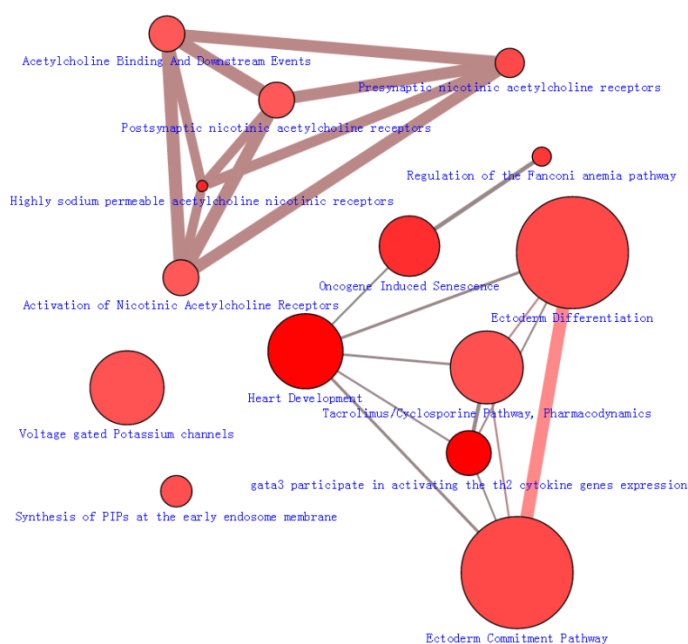 Acetylcholine Binding And Downstream Events
Presynaptic nicotinic acetylcholine receptors
Postsynaptic nicotinic acetylcholine receptors
Regulation of the Fanconi anemia pathway
Highly sodium permeable acetylcholine nicotinic receptors
Oncogene Induced Senescence
Activation of Nicotinic Acetylcholine Receptors
Ectoderm Differentiation
Heart Development
Tacrolimus/Cyclosporine Pathway, Pharmacodynamics
Voltage gated Potassium channels
gata3 participate in activating the th2 cytokine genes expression
Synthesis of PIPs at the early endosome membrane
Ectoderm Commitment Pathway